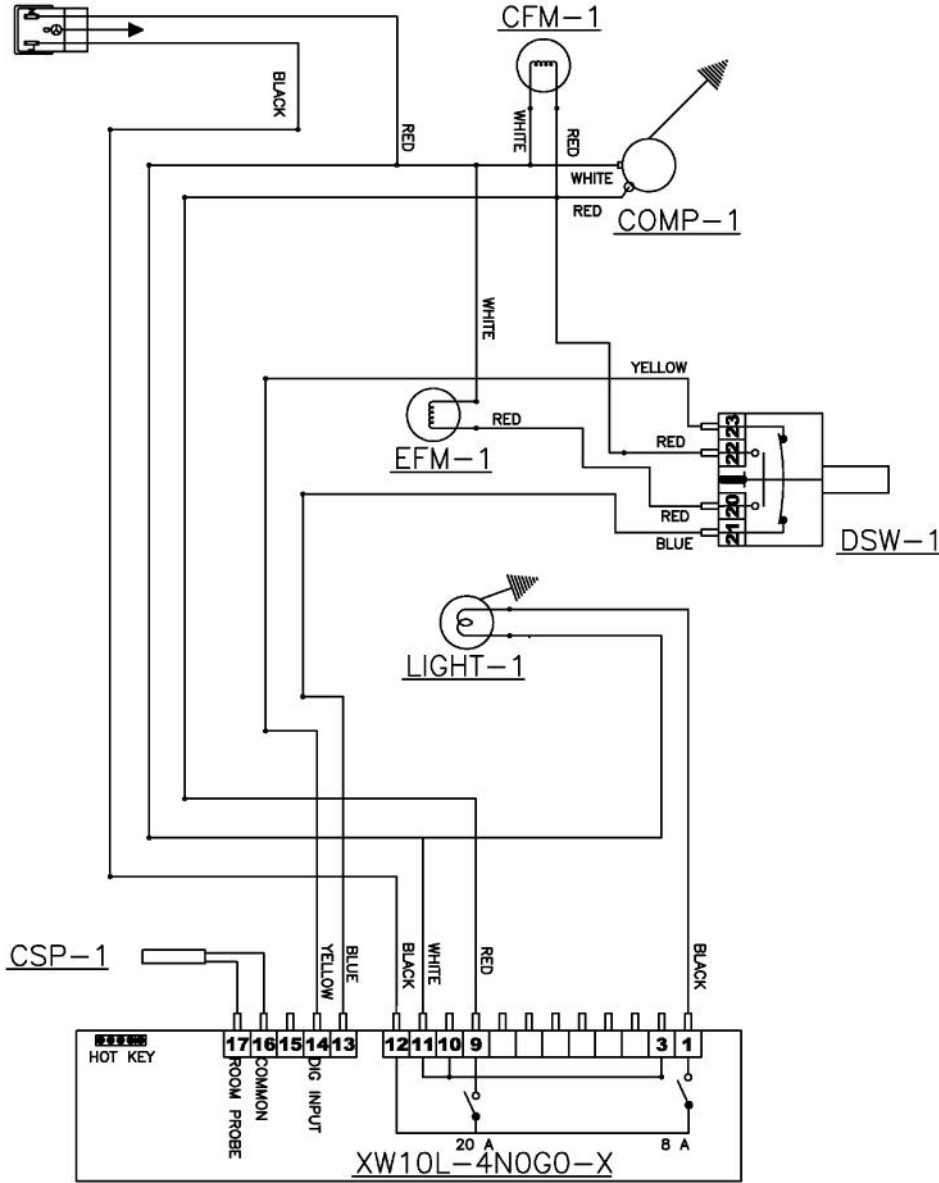 CFM-1
BLACK
RED
WHITE
RED
WHITE
RED
COMP-1
WHITE
YELLOW
RED
EFM-1
RED
RED
BLUE
23
22
20
21
DSW-1
LIGHT-1
CSP-1
YELLOW
BLUE
BLACK
WHITE
RED
BLACK
HOT KEY
17 16 15 14 13 12 11 10 9 3 1
ROOM PROBE
COMMON
DIG INPUT
20 A
8 A
XW10L-4N0G0-X